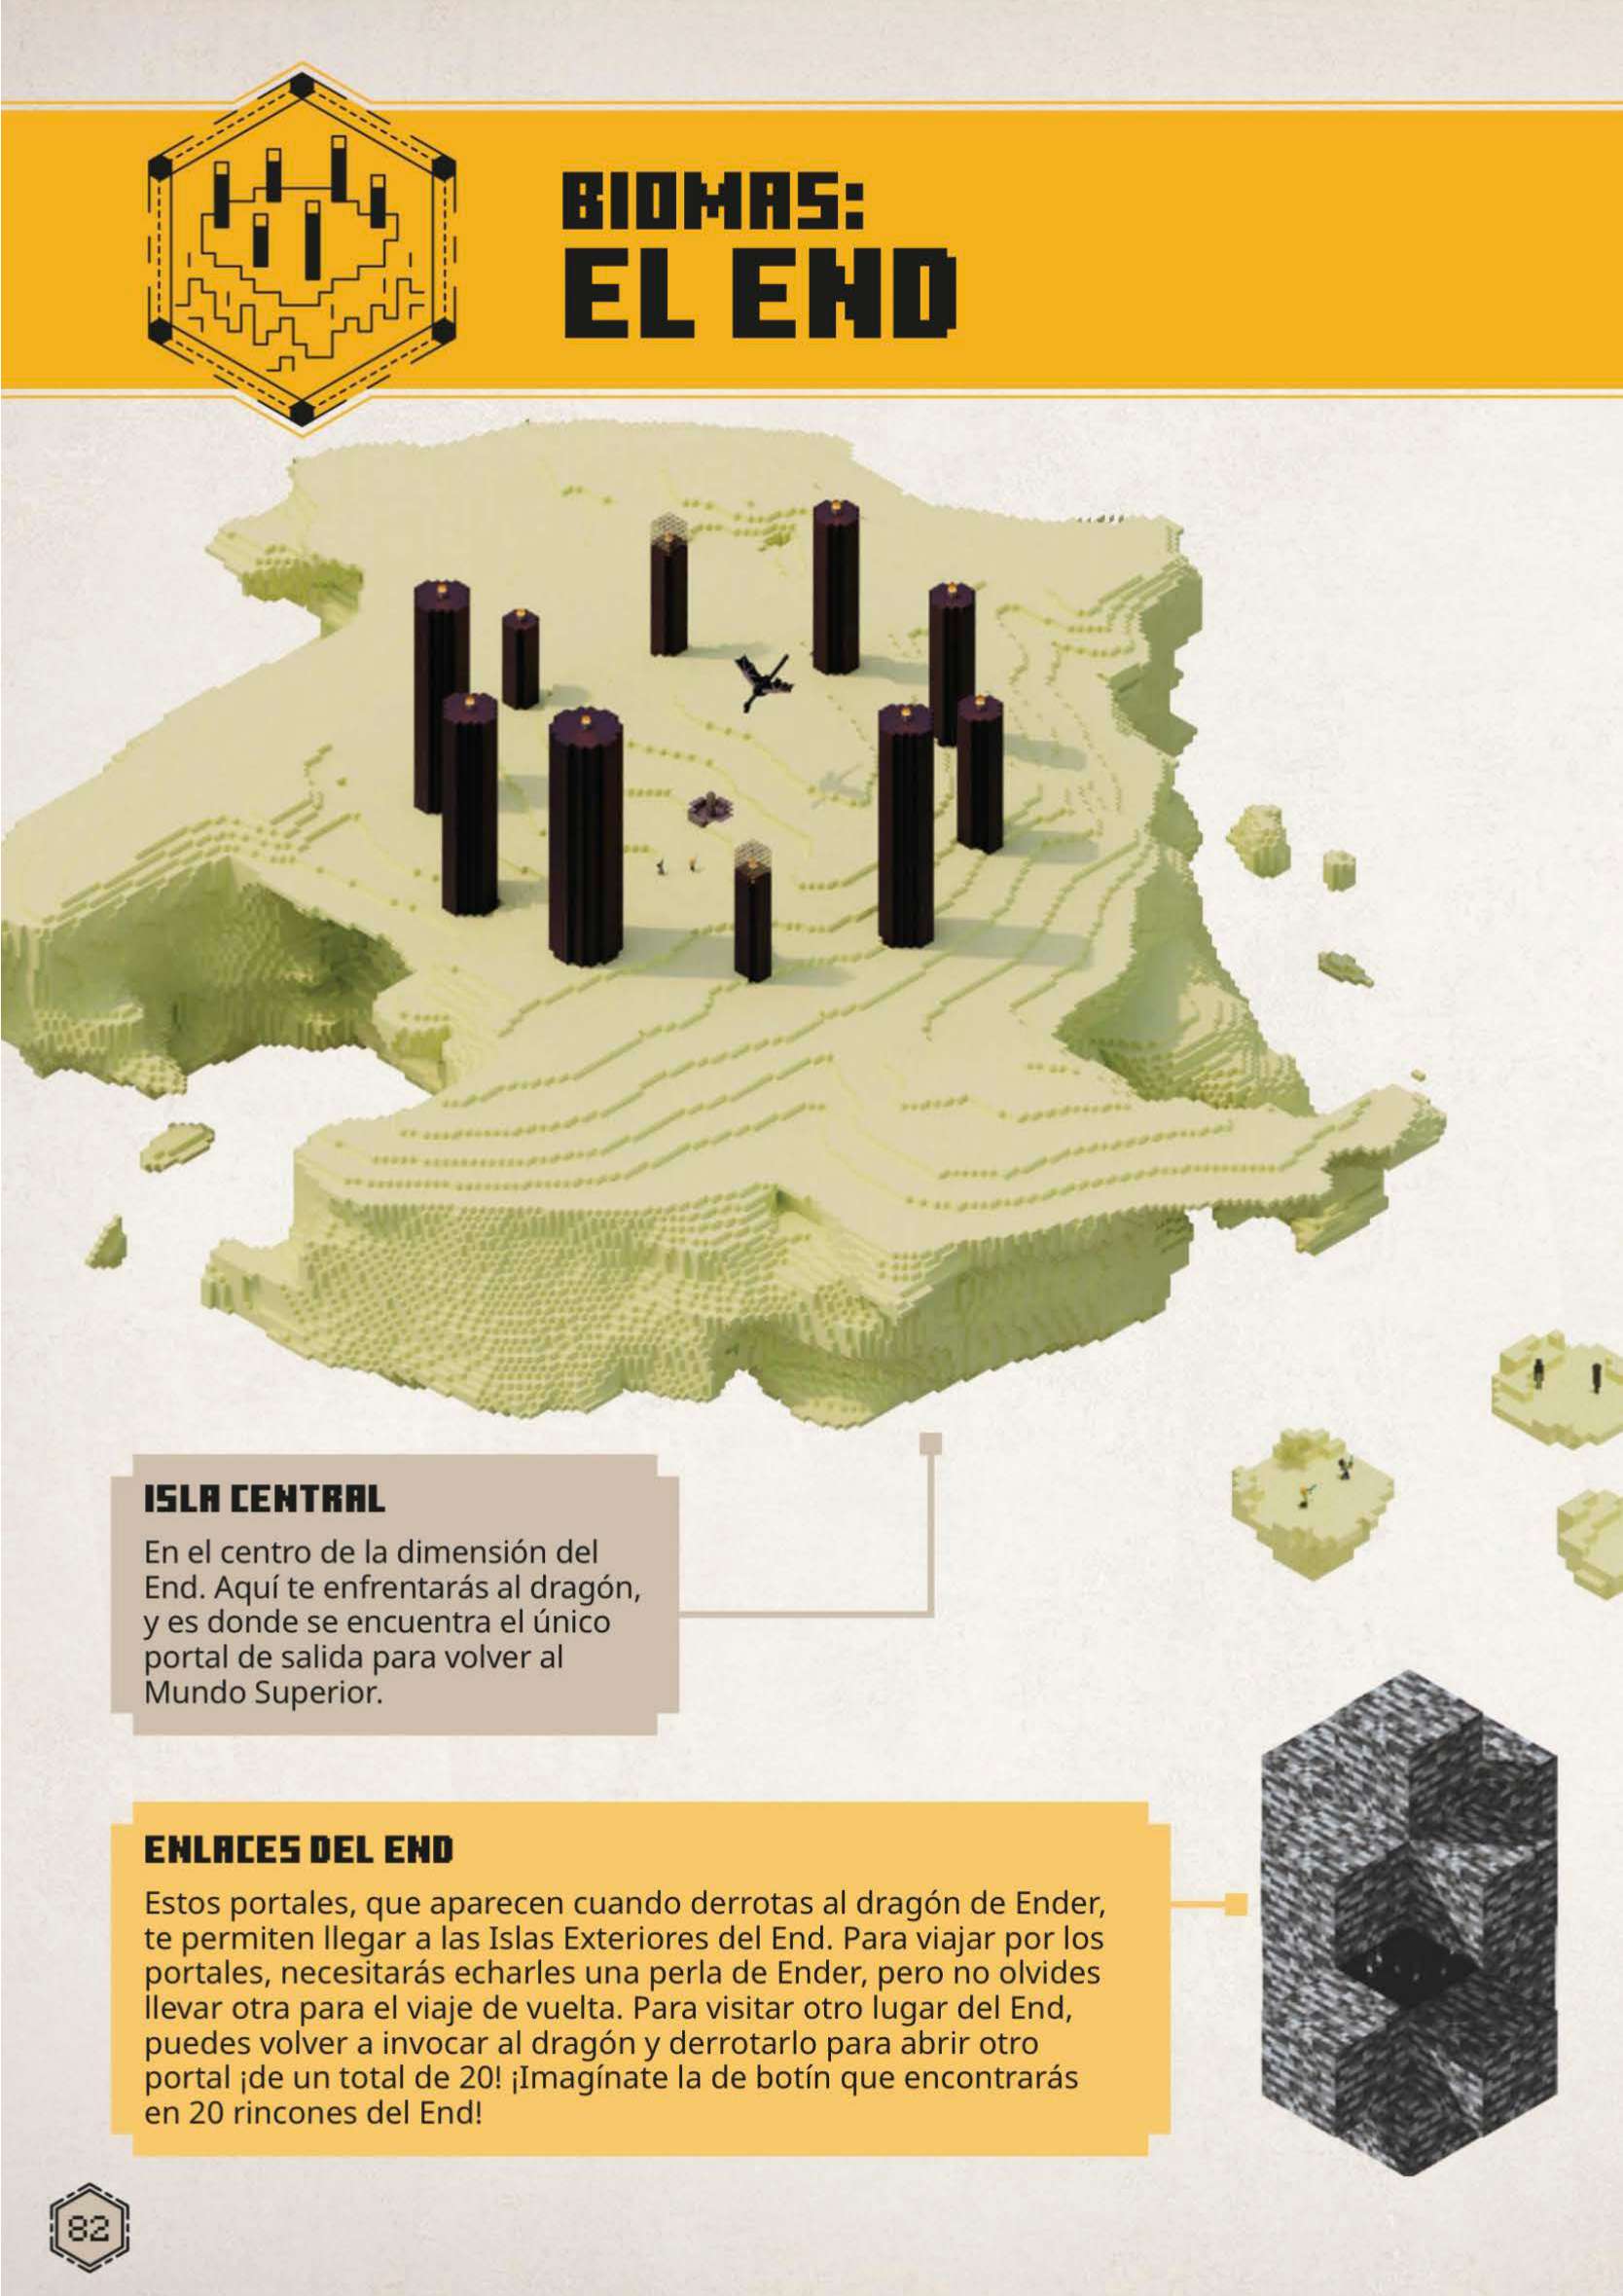 BIOMAS:
EL END
ISLA CENTRAL
En el centro de la dimensión del
End. Aquí te enfrentarás al dragón,
y es donde se encuentra el único
portal de salida para volver al
Mundo Superior.
ENLACES DEL END
Estos portales, que aparecen cuando derrotas al dragón de Ender,
te permiten llegar a las Islas Exteriores del End. Para viajar por los
portales, necesitarás echarles una perla de Ender, pero no olvides
llevar otra para el viaje de vuelta. Para visitar otro lugar del End,
puedes volver a invocar al dragón y derrotarlo para abrir otro
portal ¡de un total de 20! ¡Imagínate la de botín que encontrarás
en 20 rincones del End!
82